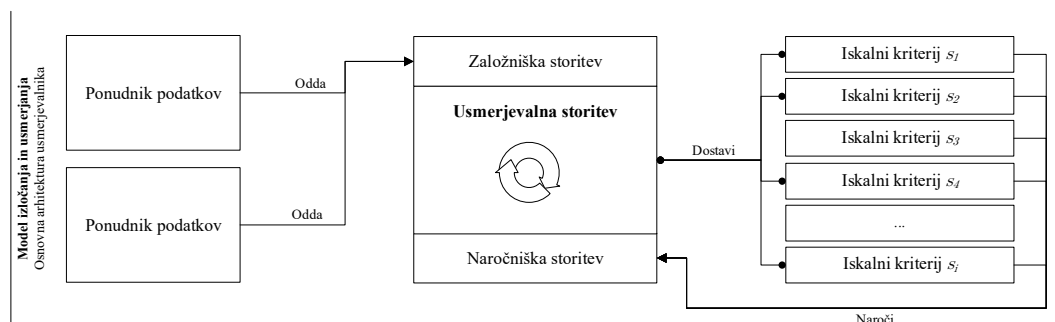 Model izločanja in usmerjanja
Osnovna arhitektura usmerjevalnika
Ponudnik podatkov
Odda
Ponudnik podatkov
Odda
Založniška storitev
Usmerjevalna storitev
Naročniška storitev
Dostavi
Iskalni kriterij s1
Iskalni kriterij s2
Iskalni kriterij s3
Iskalni kriterij s4
...
Iskalni kriterij si
Naroči